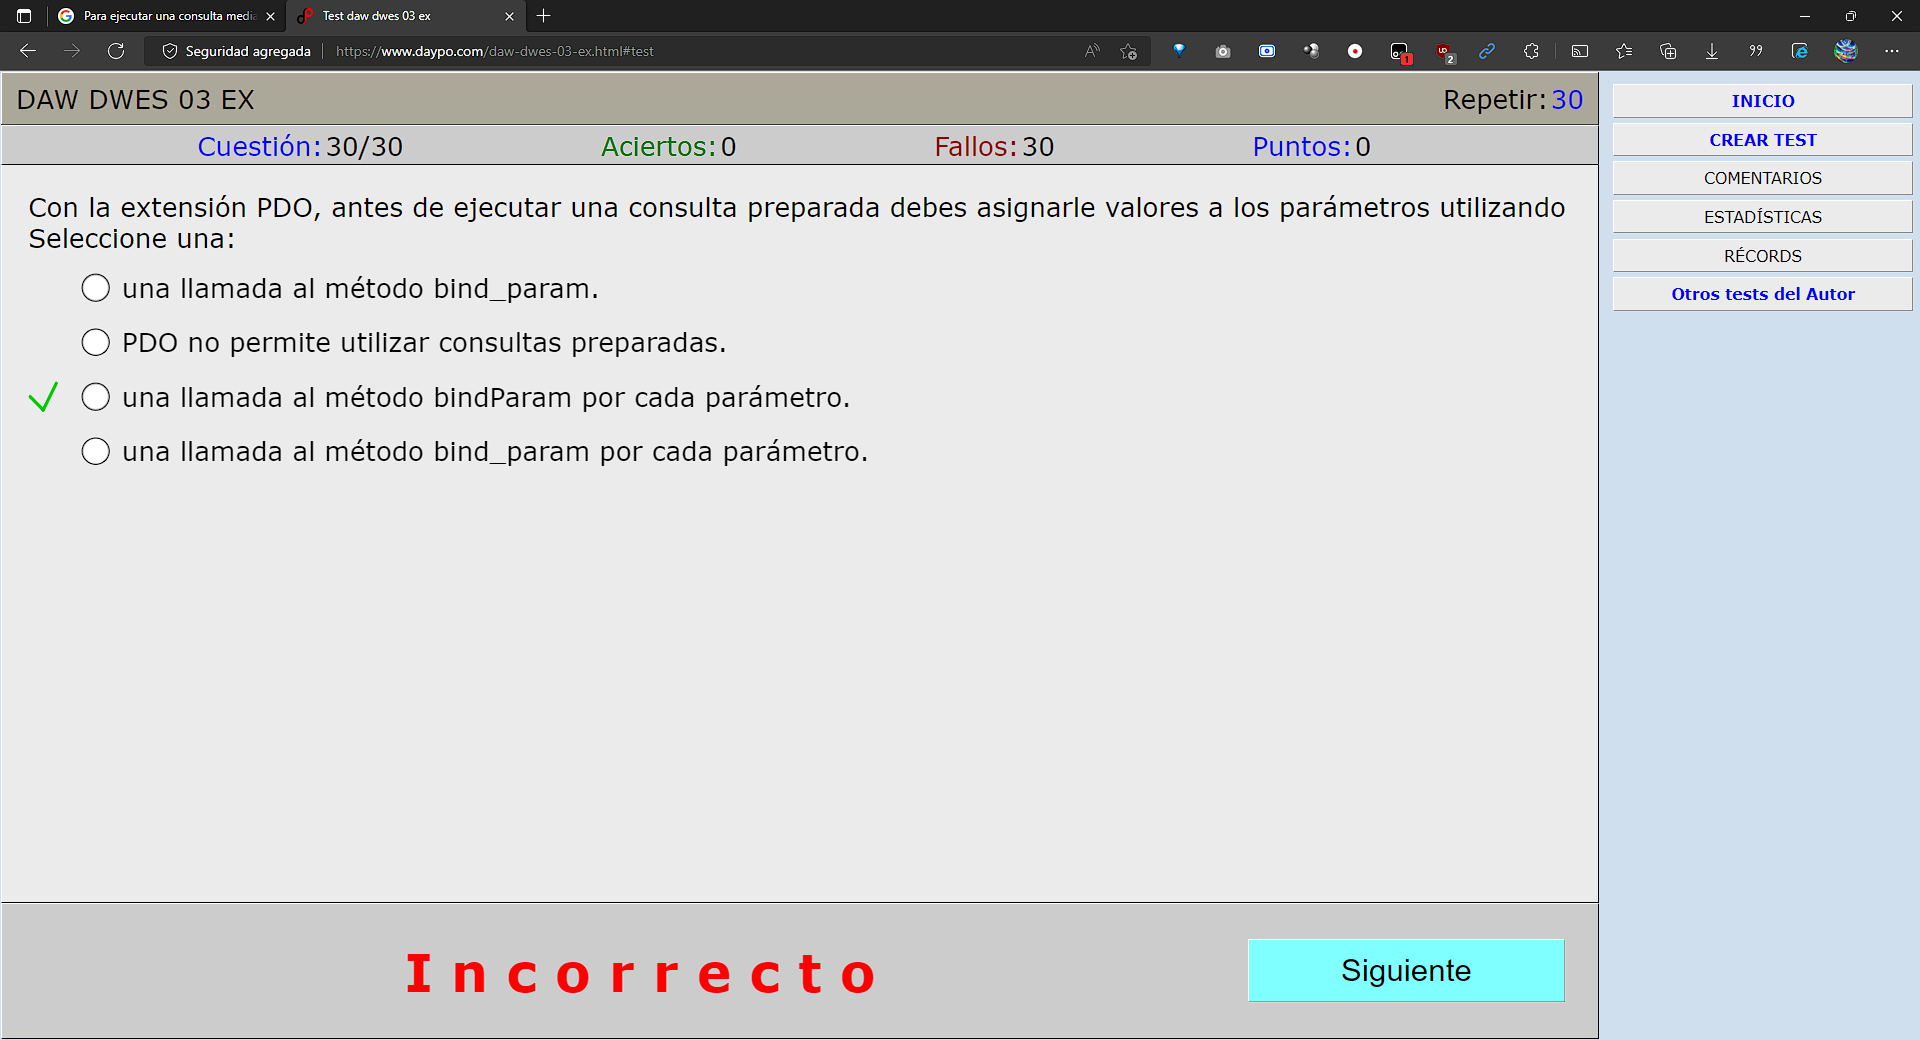 Para ejecutar una consulta media
Test daw dwes 03 ex
Seguridad agregada
https://www.daypo.com/daw-dwes-03-ex.html#test
1
2
DAW DWES 03 EX
Repetir: 30
Cuestión: 30/30
Aciertos: 0
Fallos: 30
Puntos: 0
Con la extensión PDO, antes de ejecutar una consulta preparada debes asignarle valores a los parámetros utilizando
Seleccione una:
una llamada al método bind_param.
PDO no permite utilizar consultas preparadas.
una llamada al método bindParam por cada parámetro.
una llamada al método bind_param por cada parámetro.
Incorrecto
Siguiente
INICIO
CREAR TEST
COMENTARIOS
ESTADÍSTICAS
RÉCORDS
Otros tests del Autor